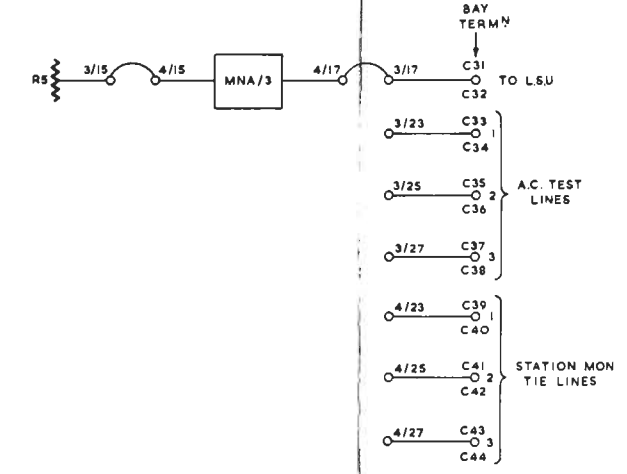 BAY
TERMN
R5 3/15 4/15 MNA/3 4/17 3/17 C31 TO L.S.U
C32
3/23 C33 1
C34
3/25 C35 2
C36
A.C. TEST
LINES
3/27 C37 3
C38
4/23 C39 1
C40
4/25 C41 2
C42
STATION MON
TIE LINES
4/27 C43 3
C44